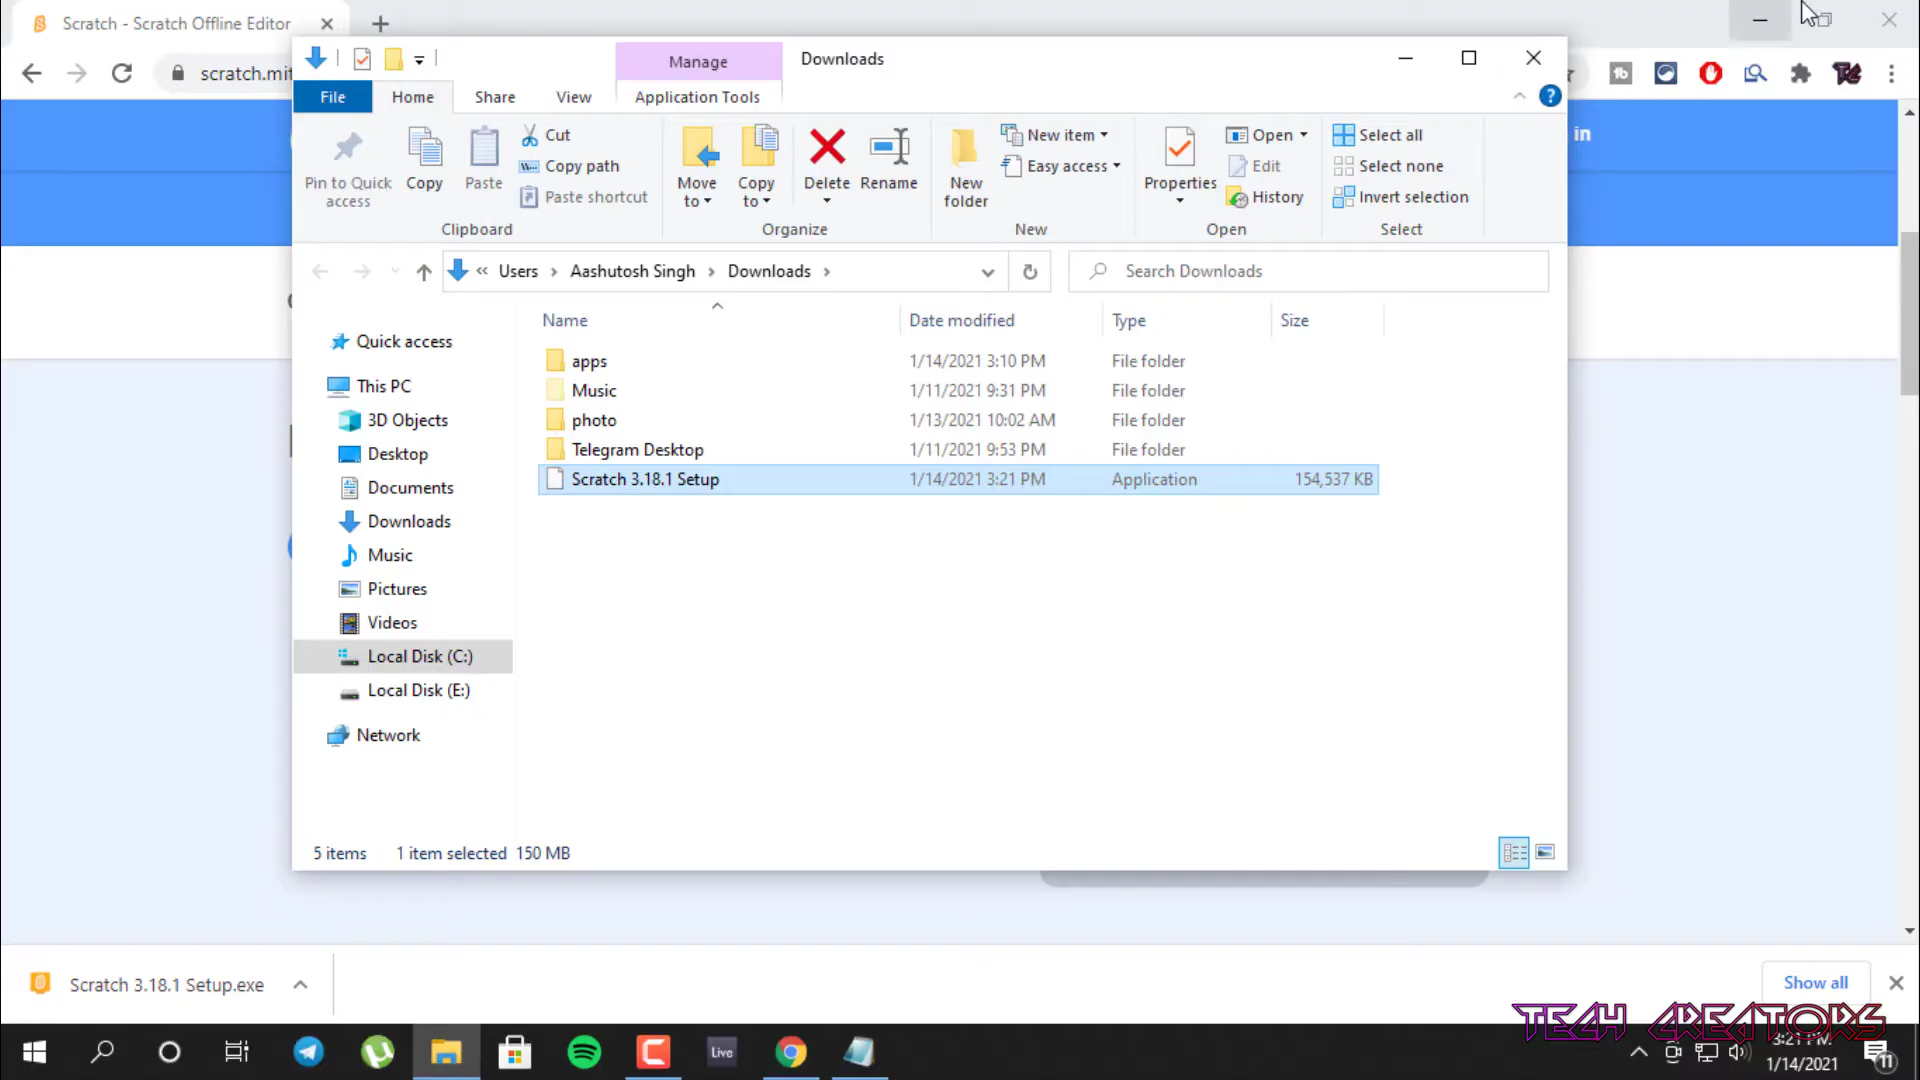 Scratch - Scratch Offline Editor
scratch.mit
in
Manage
Downloads
File
Home
Share
View
Application Tools
Pin to Quick
access
Copy
Paste
Cut
Copy path
Paste shortcut
Clipboard
Move
to
Copy
to
Delete
Rename
Organize
New
folder
New item
Easy access
New
Properties
Open
Edit
History
Open
Select all
Select none
Invert selection
Select
« Users > Aashutosh Singh > Downloads >
Search Downloads
Name
Date modified
Type
Size
apps 1/14/2021 3:10 PM File folder
Music 1/11/2021 9:31 PM File folder
photo 1/13/2021 10:02 AM File folder
Telegram Desktop 1/11/2021 9:53 PM File folder
Scratch 3.18.1 Setup 1/14/2021 3:21 PM Application 154,537 KB
Quick access
This PC
3D Objects
Desktop
Documents
Downloads
Music
Pictures
Videos
Local Disk (C:)
Local Disk (E:)
Network
5 items 1 item selected 150 MB
Scratch 3.18.1 Setup.exe
Show all
TECH CREATORS
Live
3:21 PM
1/14/2021
11